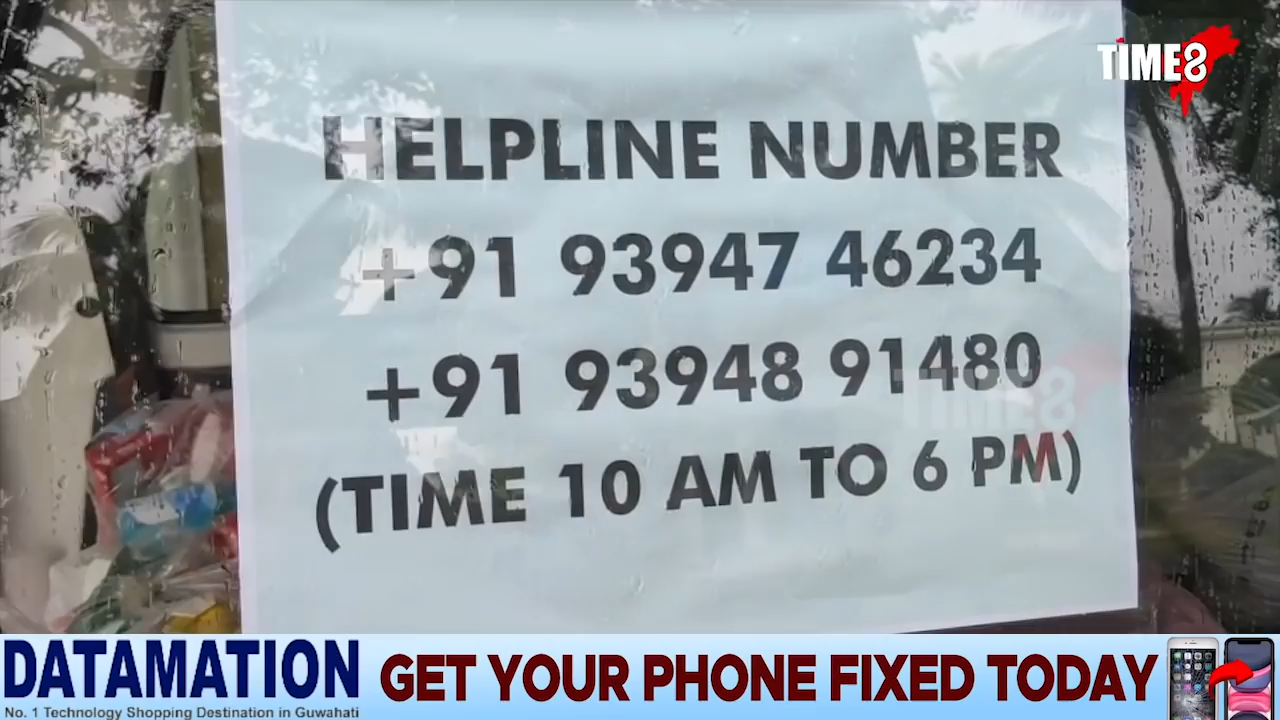 TIME8
HELPLINE NUMBER
+91 93947 46234
+91 93948 91480
TIME8
(TIME 10 AM TO 6 PM)
DATAMATION
No. 1 Technology Shopping Destination in Guwahati
GET YOUR PHONE FIXED TODAY